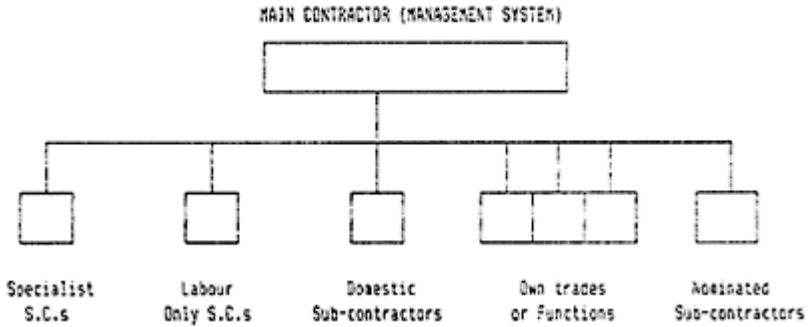 MAIN CONTRACTOR (MANAGEMENT SYSTEM)
Specialist Labour Domestic Own trades Nominated
S.C.s Only S.C.s Sub-contractors or Functions Sub-contractors